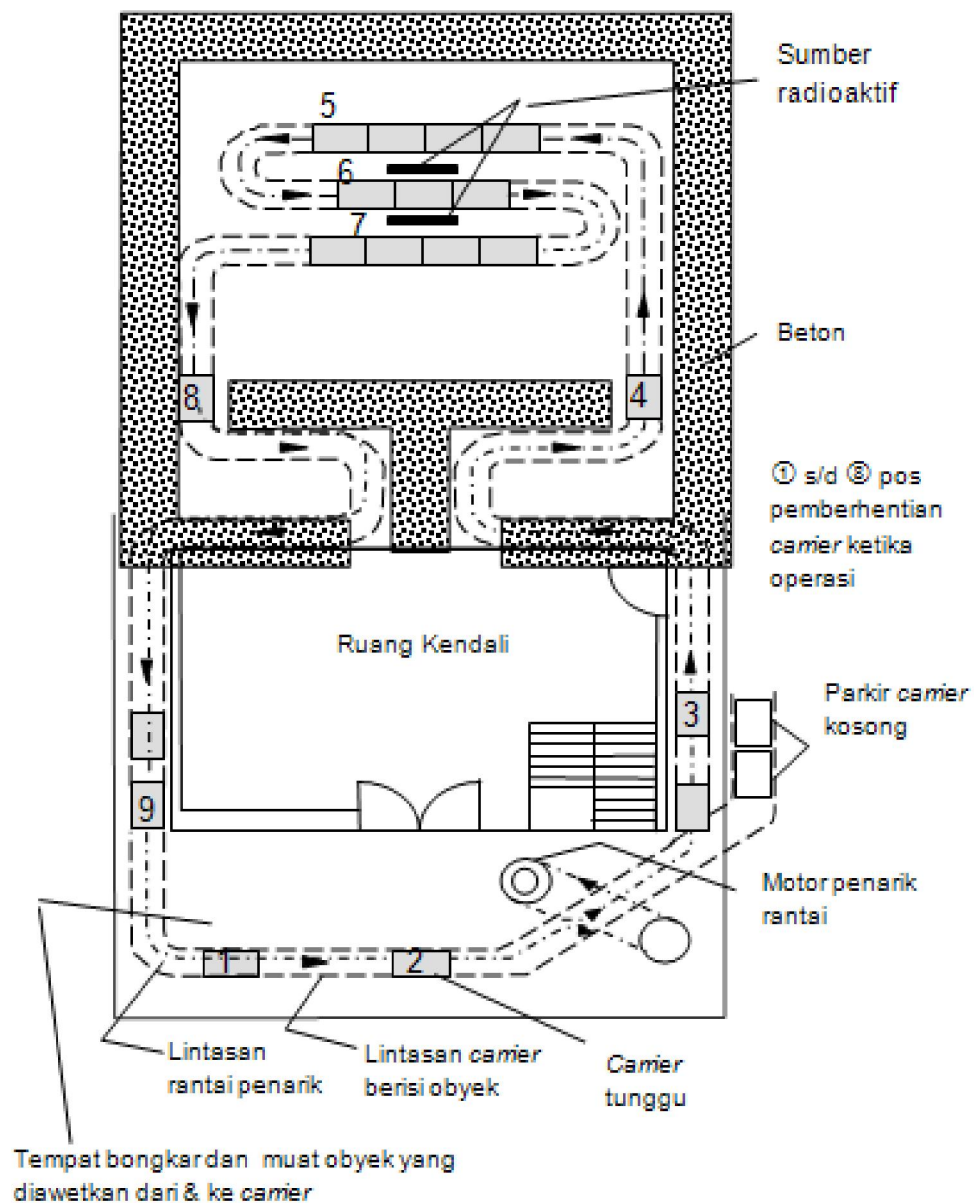 Sumber
radioaktif
5
6
7
Beton
8
4
① s/d ⑧ pos
pemberhentian
carrier ketika
operasi
Ruang Kendali
Parkir carrier
kosong
3
9
Motor penarik
rantai
1
2
Lintasan
rantai penarik
Lintasan carrier
berisi obyek
Carrier
tunggu
Tempat bongkar dan muat obyek yang
diawetkan dari & ke carrier